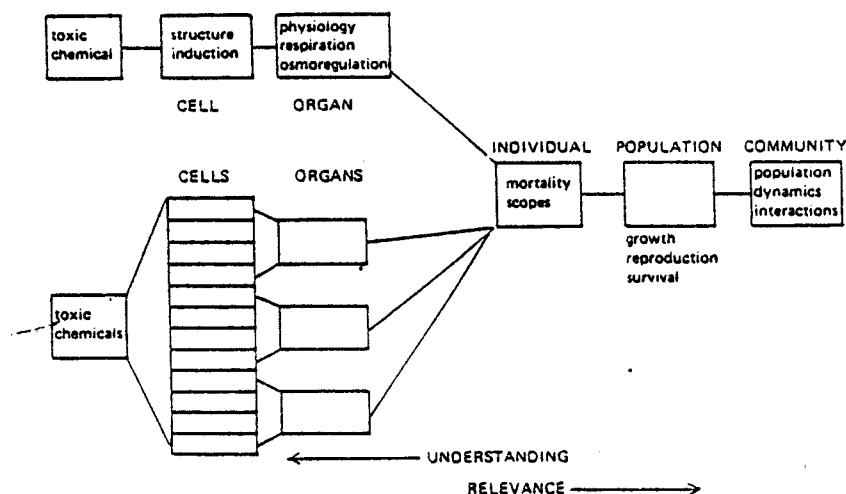 toxic
chemical
structure
induction
physiology
respiration
osmoregulation
CELL
ORGAN
INDIVIDUAL
POPULATION
COMMUNITY
mortality
scopes
growth
reproduction
survival
population
dynamics
interactions
CELLS
ORGANS
toxic
chemicals
UNDERSTANDING
RELEVANCE